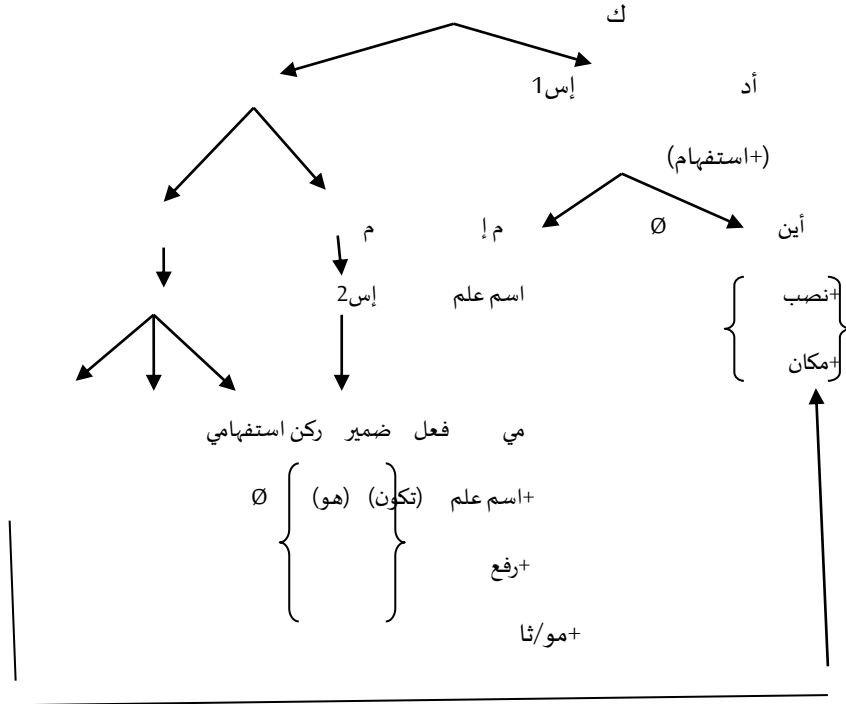 ك
أد إس1
(+استفهام)
أين Ø م إ م
+نصب اسم علم إس2
+مكان
مي فعل ضمير ركن استفهامي
+اسم علم (تكون) (هو) Ø
+رفع
+مو/ثا